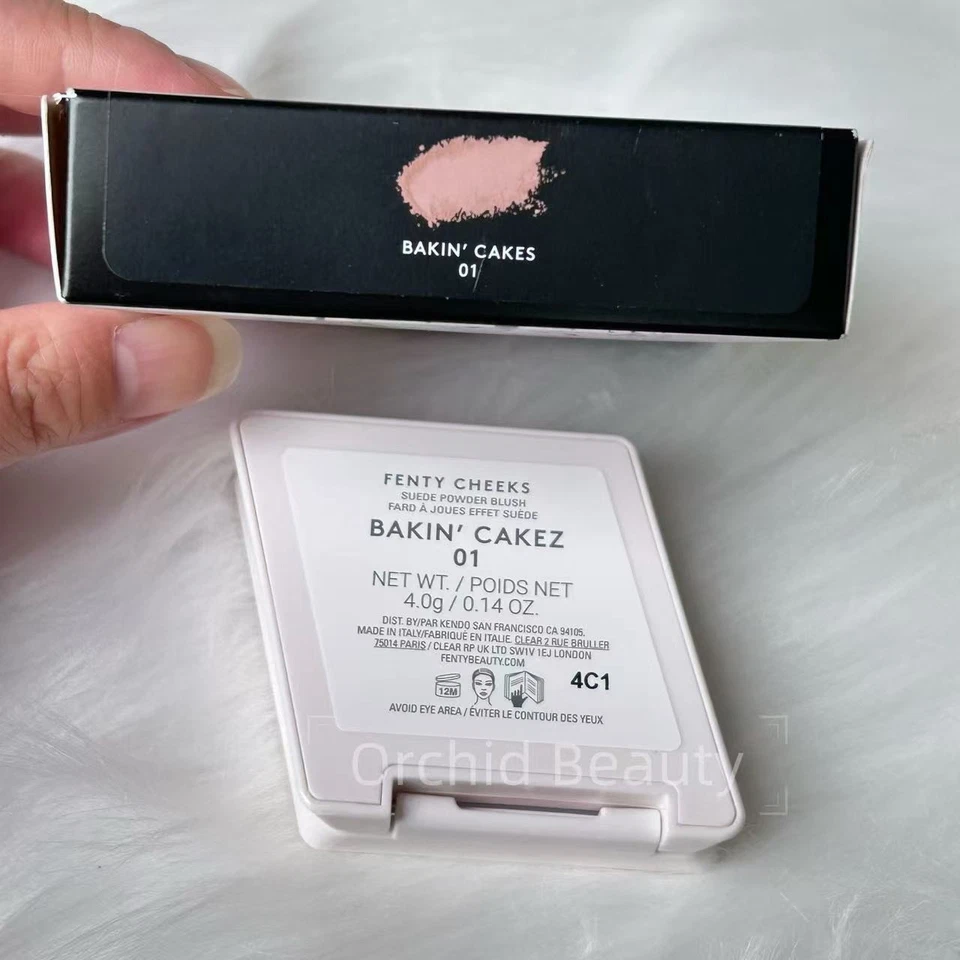 BAKIN' CAKES
01
FENTY CHEEKS
SUEDE POWDER BLUSH
FARD À JOUES EFFET SUÈDE
BAKIN' CAKEZ
01
NET WT. / POIDS NET
4.0g / 0.14 OZ.
DIST. BY/PAR KENDO SAN FRANCISCO CA 94105.
MADE IN ITALY/FABRIQUÉ EN ITALIE. CLEAR 2 RUE BRULLER
75014 PARIS / CLEAR RP UK LTD SW1V 1EJ LONDON
FENTYBEAUTY.COM
12M
4C1
AVOID EYE AREA / ÉVITER LE CONTOUR DES YEUX
Orchid Beauty